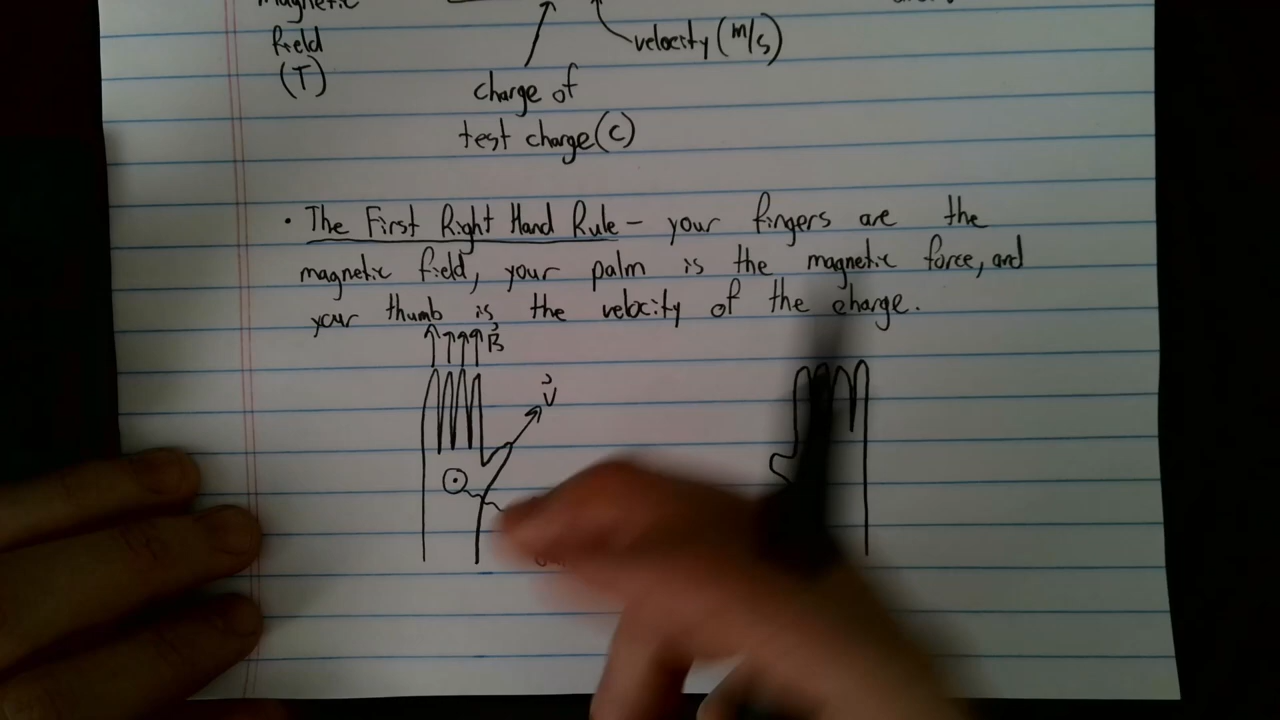 magnetic
field
(T)
velocity (m/s)
charge of
test charge (C)
· The First Right Hand Rule - your fingers are the
magnetic field, your palm is the magnetic force, and
your thumb is the velocity of the charge.
B
v